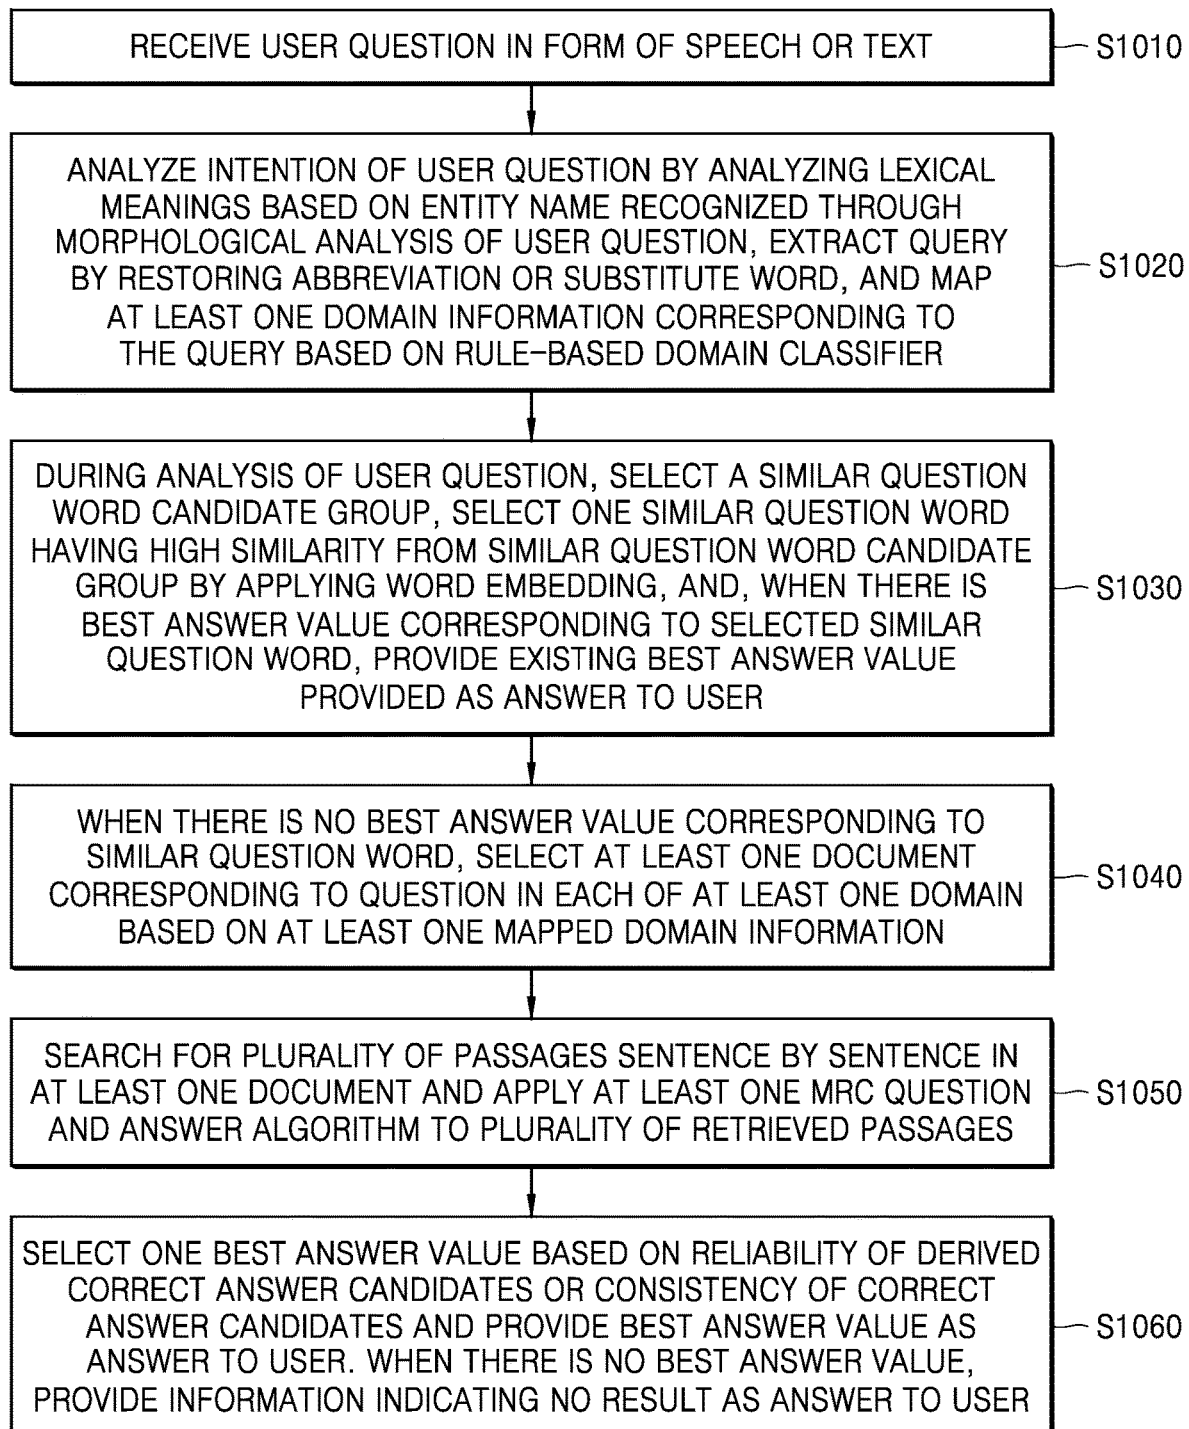 RECEIVE USER QUESTION IN FORM OF SPEECH OR TEXT
S1010
ANALYZE INTENTION OF USER QUESTION BY ANALYZING LEXICAL
MEANINGS BASED ON ENTITY NAME RECOGNIZED THROUGH
MORPHOLOGICAL ANALYSIS OF USER QUESTION, EXTRACT QUERY
BY RESTORING ABBREVIATION OR SUBSTITUTE WORD, AND MAP
AT LEAST ONE DOMAIN INFORMATION CORRESPONDING TO
THE QUERY BASED ON RULE-BASED DOMAIN CLASSIFIER
S1020
DURING ANALYSIS OF USER QUESTION, SELECT A SIMILAR QUESTION
WORD CANDIDATE GROUP, SELECT ONE SIMILAR QUESTION WORD
HAVING HIGH SIMILARITY FROM SIMILAR QUESTION WORD CANDIDATE
GROUP BY APPLYING WORD EMBEDDING, AND, WHEN THERE IS
BEST ANSWER VALUE CORRESPONDING TO SELECTED SIMILAR
QUESTION WORD, PROVIDE EXISTING BEST ANSWER VALUE
PROVIDED AS ANSWER TO USER
S1030
WHEN THERE IS NO BEST ANSWER VALUE CORRESPONDING TO
SIMILAR QUESTION WORD, SELECT AT LEAST ONE DOCUMENT
CORRESPONDING TO QUESTION IN EACH OF AT LEAST ONE DOMAIN
BASED ON AT LEAST ONE MAPPED DOMAIN INFORMATION
S1040
SEARCH FOR PLURALITY OF PASSAGES SENTENCE BY SENTENCE IN
AT LEAST ONE DOCUMENT AND APPLY AT LEAST ONE MRC QUESTION
AND ANSWER ALGORITHM TO PLURALITY OF RETRIEVED PASSAGES
S1050
SELECT ONE BEST ANSWER VALUE BASED ON RELIABILITY OF DERIVED
CORRECT ANSWER CANDIDATES OR CONSISTENCY OF CORRECT
ANSWER CANDIDATES AND PROVIDE BEST ANSWER VALUE AS
ANSWER TO USER. WHEN THERE IS NO BEST ANSWER VALUE,
PROVIDE INFORMATION INDICATING NO RESULT AS ANSWER TO USER
S1060